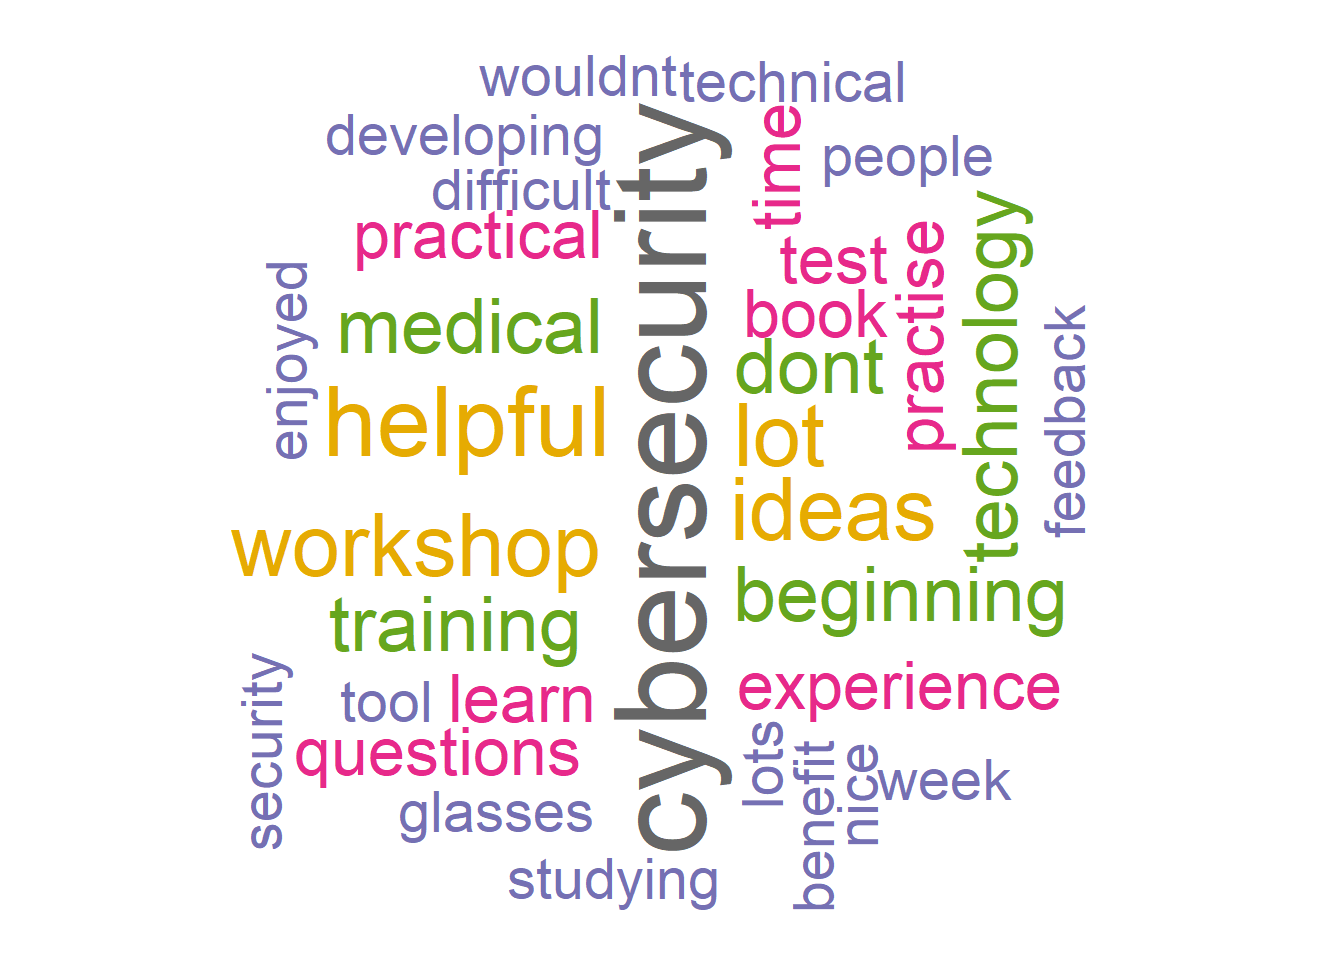 wouldnt
technical
developing
time
people
difficult
cybersecurity
practical
technology
test
practise
enjoyed
book
medical
feedback
dont
helpful
lot
ideas
workshop
beginning
training
security
tool
learn
experience
questions
lots
benefit
nice
week
glasses
studying